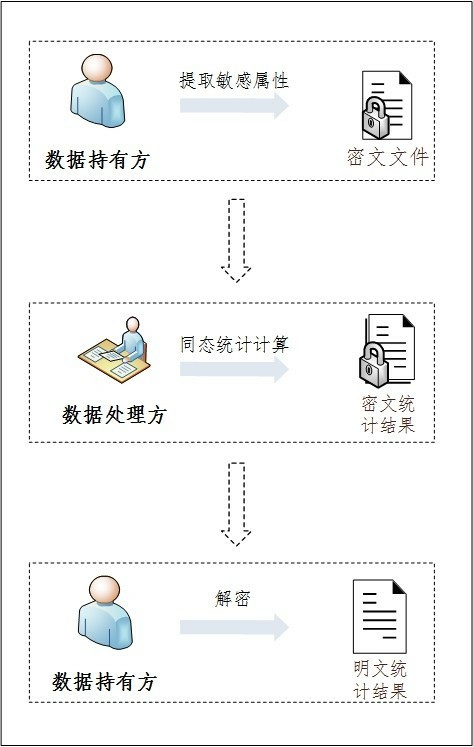 提取敏感属性
数据持有方
密文文件
同态统计计算
数据处理方
密文统
计结果
解密
数据持有方
明文统
计结果